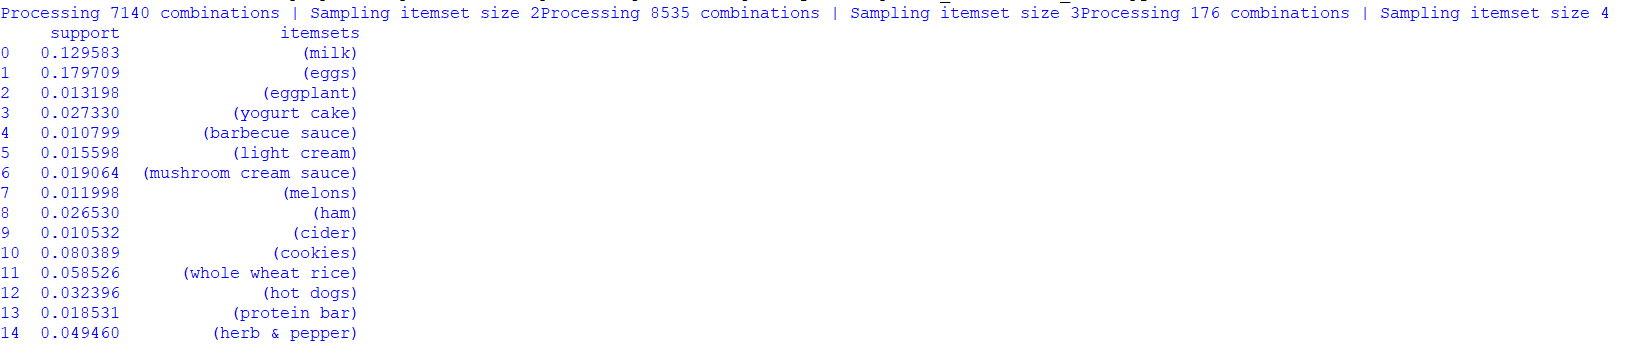 Processing 7140 combinations | Sampling itemset size 2Processing 8535 combinations | Sampling itemset size 3Processing 176 combinations | Sampling itemset size 4
support itemsets
0 0.129583 (milk)
1 0.179709 (eggs)
2 0.013198 (eggplant)
3 0.027330 (yogurt cake)
4 0.010799 (barbecue sauce)
5 0.015598 (light cream)
6 0.019064 (mushroom cream sauce)
7 0.011998 (melons)
8 0.026530 (ham)
9 0.010532 (cider)
10 0.080389 (cookies)
11 0.058526 (whole wheat rice)
12 0.032396 (hot dogs)
13 0.018531 (protein bar)
14 0.049460 (herb & pepper)